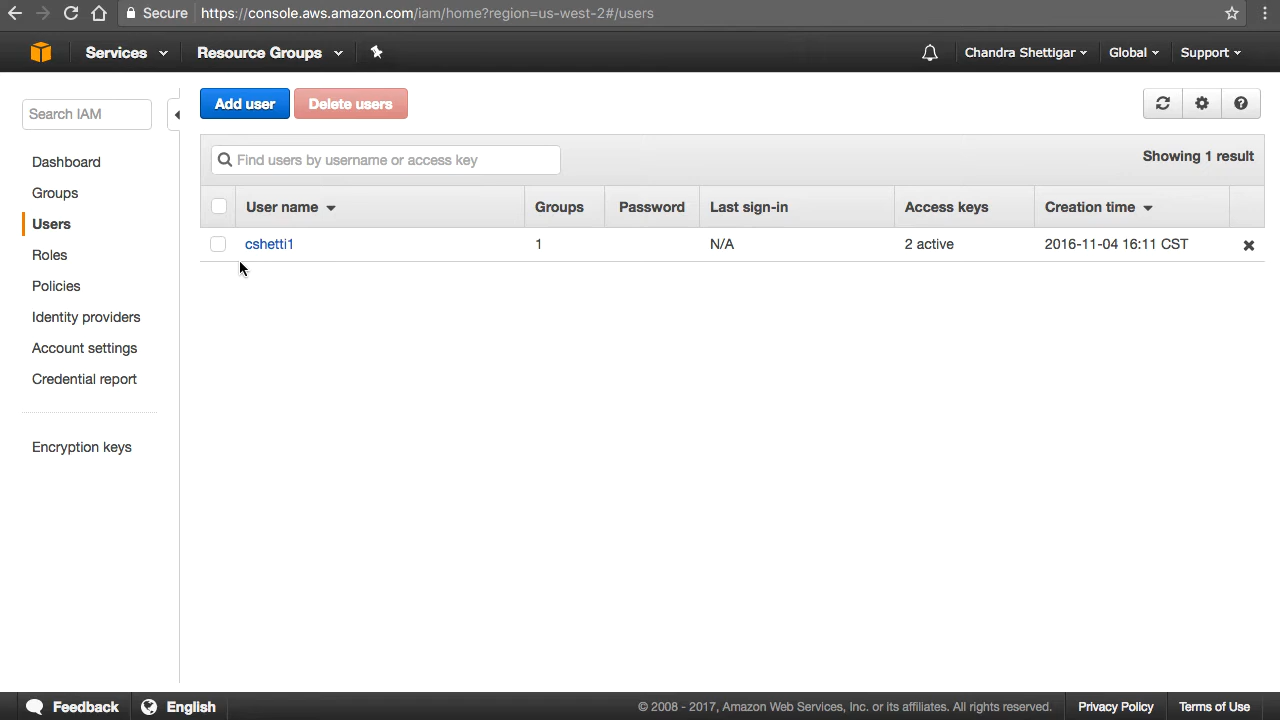 Secure https://console.aws.amazon.com/iam/home?region=us-west-2#/users
Services Resource Groups Chandra Shettigar Global Support
Search IAM
Dashboard
Groups
Users
Roles
Policies
Identity providers
Account settings
Credential report
Encryption keys
Add user Delete users
Find users by username or access key Showing 1 result
User name Groups Password Last sign-in Access keys Creation time
cshetti1 1 N/A 2 active 2016-11-04 16:11 CST
Feedback English © 2008 - 2017, Amazon Web Services, Inc. or its affiliates. All rights reserved. Privacy Policy Terms of Use